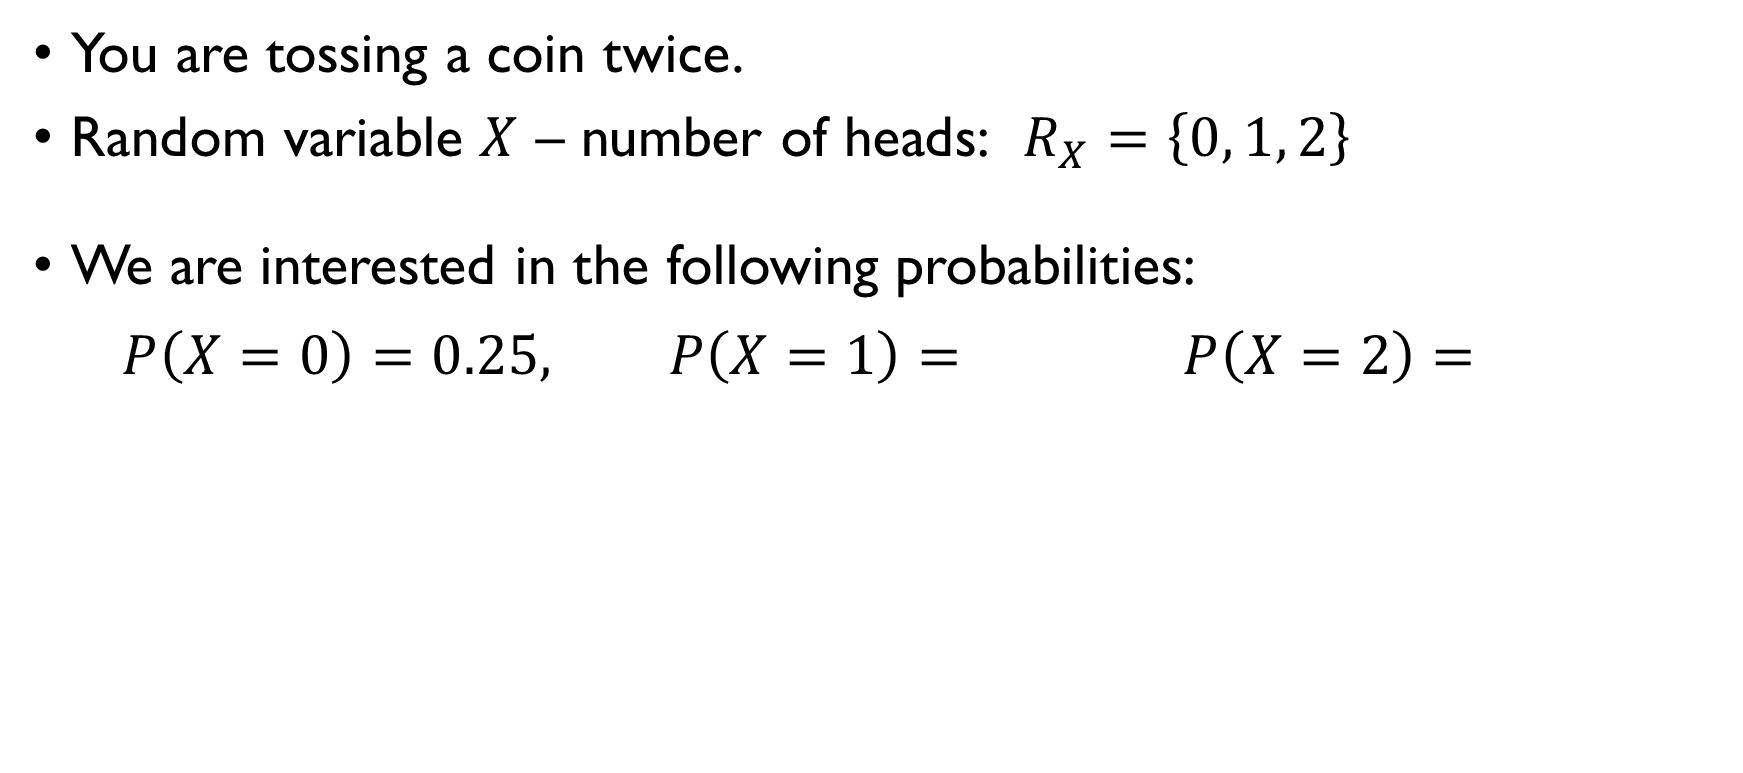 • You are tossing a coin twice.
• Random variable X – number of heads: R_X = {0, 1, 2}
• We are interested in the following probabilities:
P(X = 0) = 0.25, P(X = 1) = P(X = 2) =